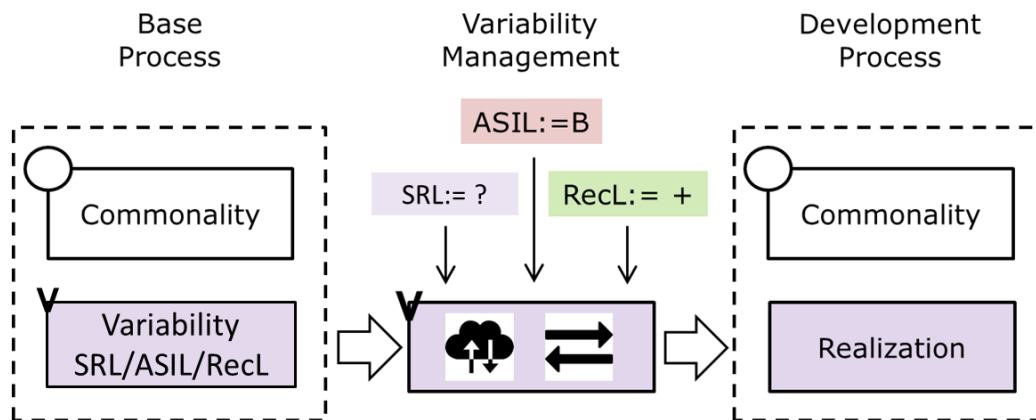 Base
Process
Variability
Management
Development
Process
ASIL:=B
SRL:= ?
RecL:= +
Commonality
Commonality
V
Variability
SRL/ASIL/RecL
V
Realization